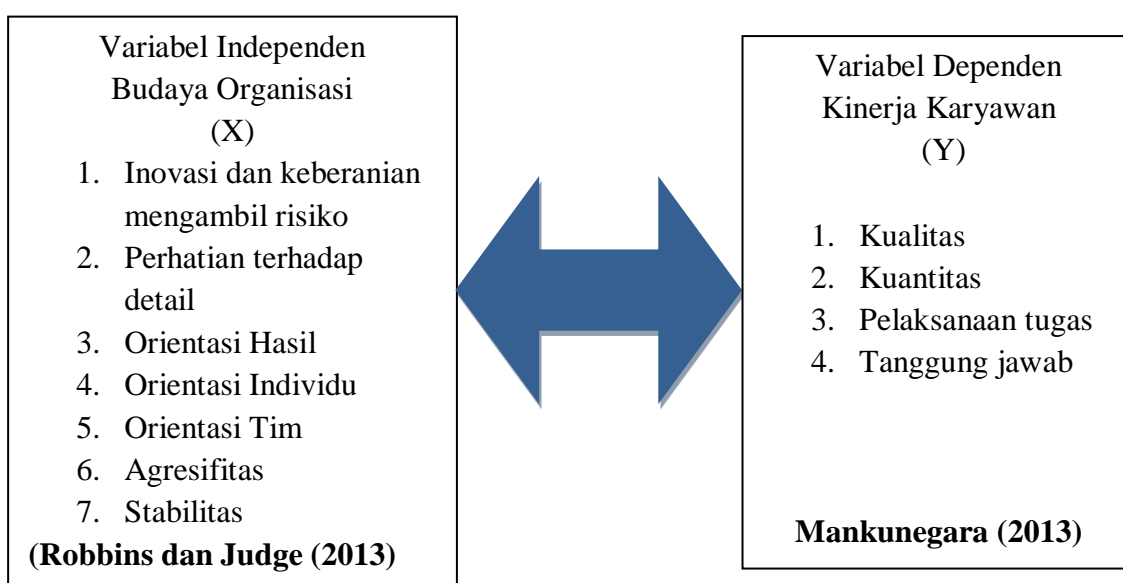 Variabel Independen
Budaya Organisasi
(X)
1. Inovasi dan keberanian
mengambil risiko
2. Perhatian terhadap
detail
3. Orientasi Hasil
4. Orientasi Individu
5. Orientasi Tim
6. Agresifitas
7. Stabilitas
(Robbins dan Judge (2013)
Variabel Dependen
Kinerja Karyawan
(Y)
1. Kualitas
2. Kuantitas
3. Pelaksanaan tugas
4. Tanggung jawab
Mankunegara (2013)